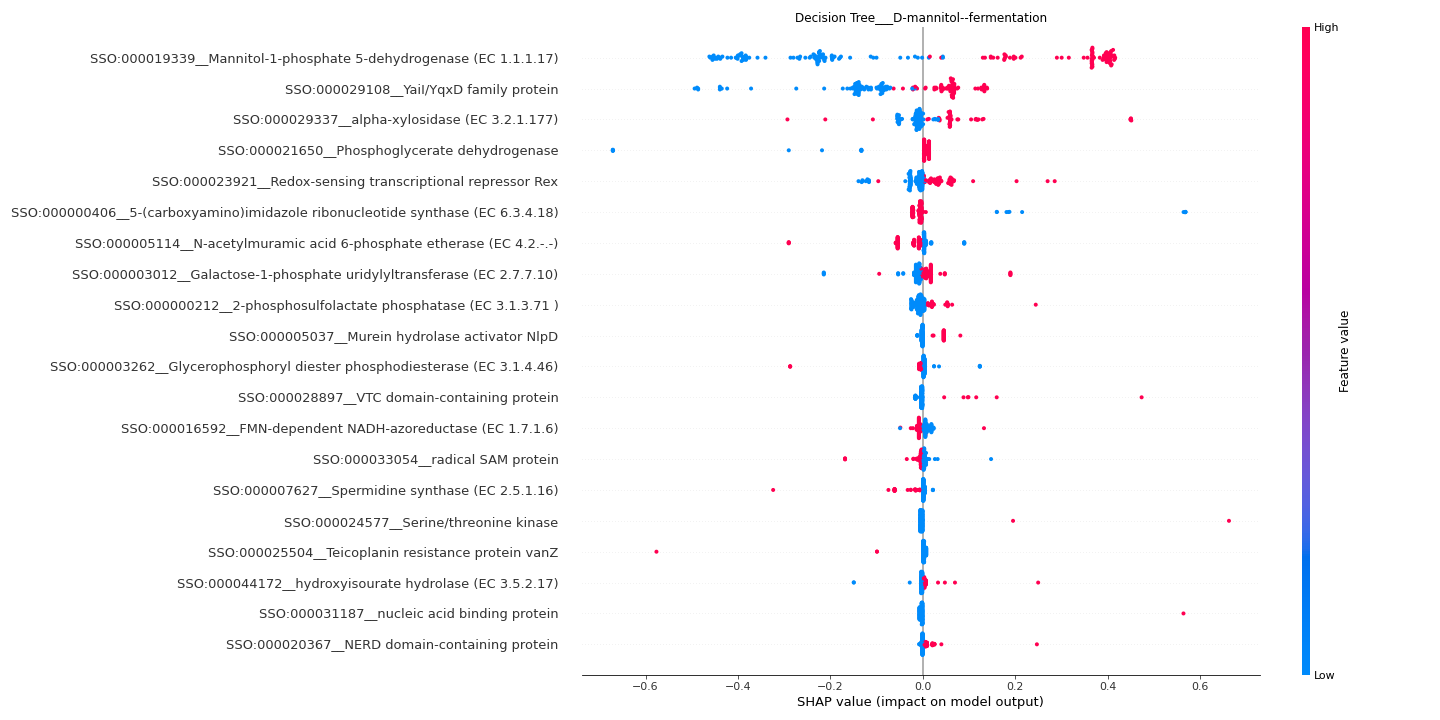 Decision Tree___D-mannitol--fermentation
SSO:000019339__Mannitol-1-phosphate 5-dehydrogenase (EC 1.1.1.17)
SSO:000029108__YaiI/YqxD family protein
SSO:000029337__alpha-xylosidase (EC 3.2.1.177)
SSO:000021650__Phosphoglycerate dehydrogenase
SSO:000023921__Redox-sensing transcriptional repressor Rex
SSO:000000406__5-(carboxyamino)imidazole ribonucleotide synthase (EC 6.3.4.18)
SSO:000005114__N-acetylmuramic acid 6-phosphate etherase (EC 4.2.-.-)
SSO:000003012__Galactose-1-phosphate uridylyltransferase (EC 2.7.7.10)
SSO:000000212__2-phosphosulfolactate phosphatase (EC 3.1.3.71 )
SSO:000005037__Murein hydrolase activator NlpD
SSO:000003262__Glycerophosphoryl diester phosphodiesterase (EC 3.1.4.46)
SSO:000028897__VTC domain-containing protein
SSO:000016592__FMN-dependent NADH-azoreductase (EC 1.7.1.6)
SSO:000033054__radical SAM protein
SSO:000007627__Spermidine synthase (EC 2.5.1.16)
SSO:000024577__Serine/threonine kinase
SSO:000025504__Teicoplanin resistance protein vanZ
SSO:000044172__hydroxyisourate hydrolase (EC 3.5.2.17)
SSO:000031187__nucleic acid binding protein
SSO:000020367__NERD domain-containing protein
−0.6 −0.4 −0.2 0.0 0.2 0.4 0.6
SHAP value (impact on model output)
High
Feature value
Low